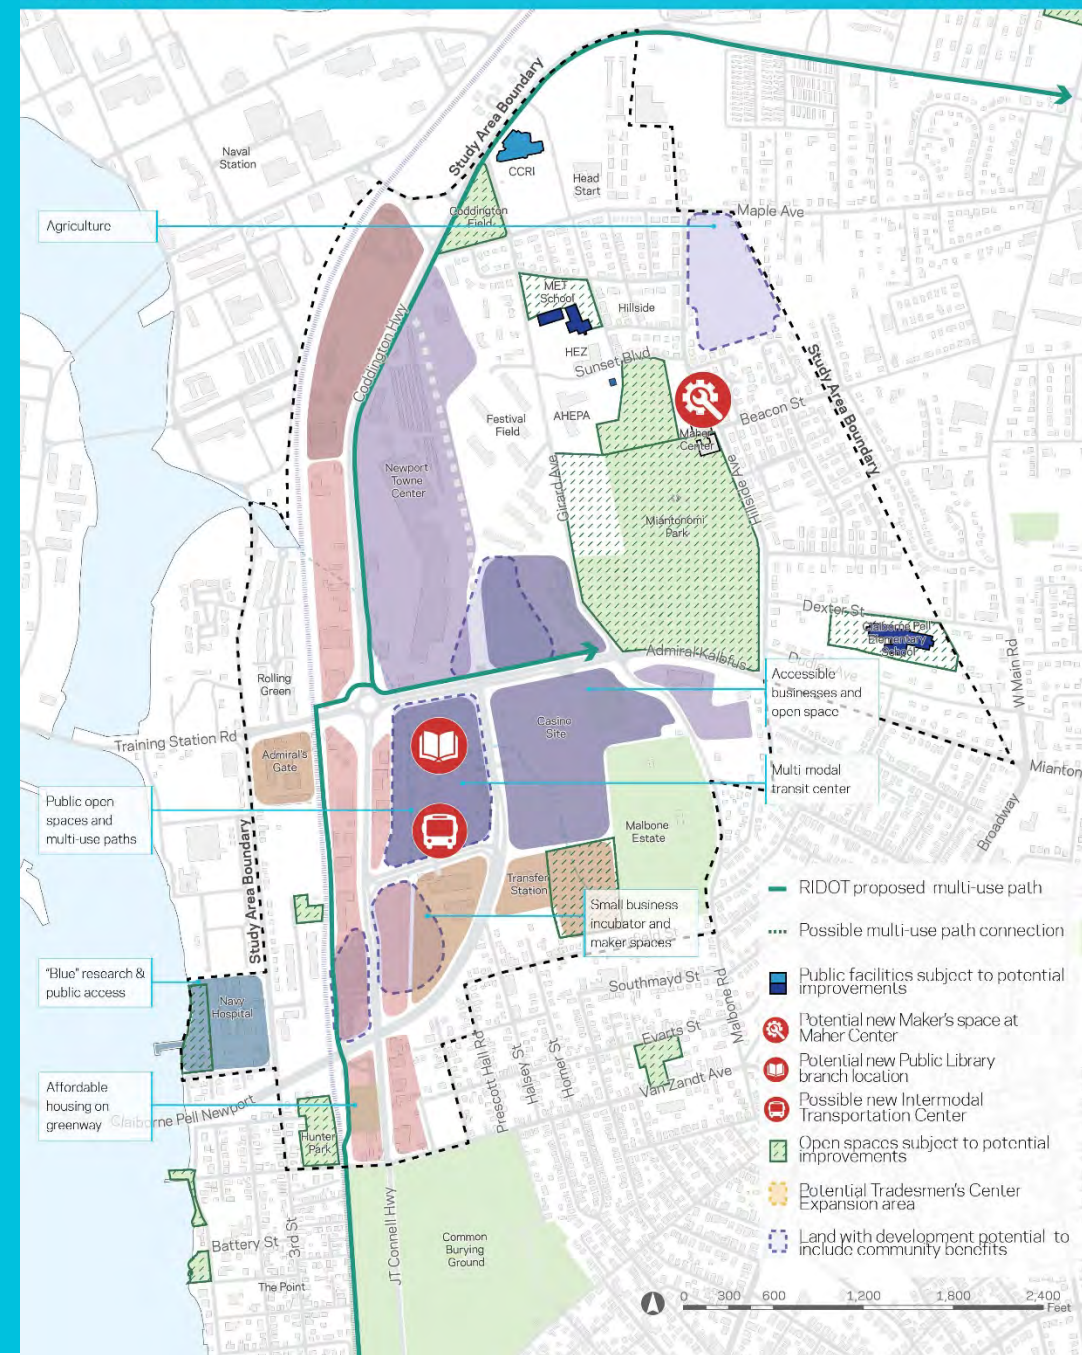 Study Area Boundary
Naval
Station
CCRI
Head
Start
Agriculture
Coddington
Field
Maple Ave
MET
School
Hillside
HEZ
Sunset Blvd
Coddington Hwy
Study Area Boundary
Festival
Field
AHEPA
Beacon St
Maher
Center
Newport
Towne
Center
Girard Ave
Hillside Ave
Miantonomi
Park
Dexter St
Claiborne Pell
Elementary
School
Admiral Kalbfus
Dudley Ave
W Main Rd
Rolling
Green
Accessible
businesses and
open space
Training Station Rd
Casino
Site
Admiral's
Gate
Mianton
Multi modal
transit center
Public open
spaces and
multi-use paths
Malbone
Estate
Broadway
Study Area Boundary
Transfer
Station
Small business
incubator and
maker spaces
"Blue" research &
public access
Navy
Hospital
Southmayd St
Malbone Rd
Evarts St
Prescott Hall Rd
Halsey St
Homer St
Van Zandt Ave
Affordable
housing on
greenway
Claiborne Pell Newport
Hunter
Park
3rd St
JT Connell Hwy
Battery St
Common
Burying
Ground
The Point
RIDOT proposed multi-use path
Possible multi-use path connection
Public facilities subject to potential
improvements
Potential new Maker's space at
Maher Center
Potential new Public Library
branch location
Possible new Intermodal
Transportation Center
Open spaces subject to potential
improvements
Potential Tradesmen's Center
Expansion area
Land with development potential to
include community benefits
0 300 600 1,200 1,800 2,400
Feet